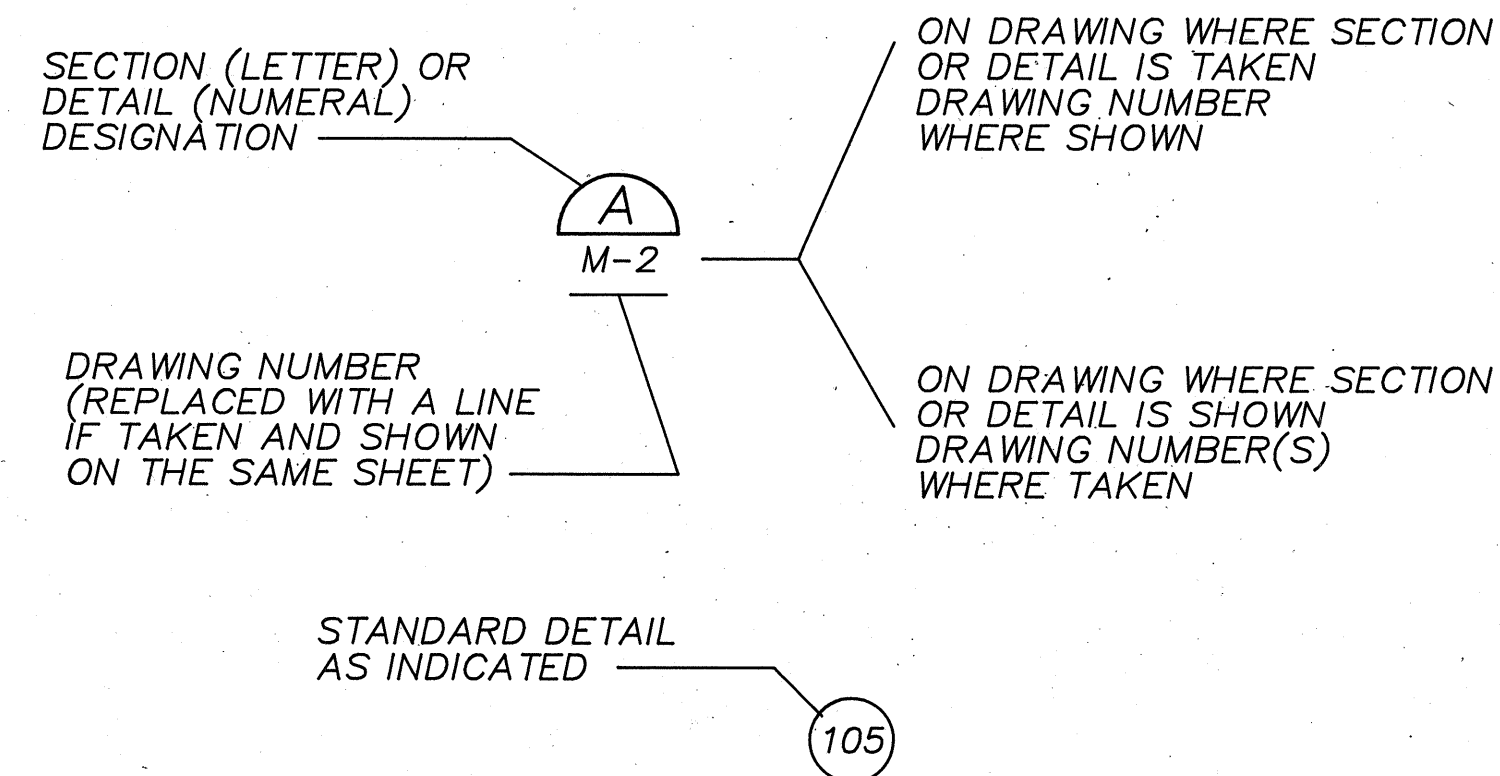 SECTION (LETTER) OR
DETAIL (NUMERAL)
DESIGNATION
A
M-2
ON DRAWING WHERE SECTION
OR DETAIL IS TAKEN
DRAWING NUMBER
WHERE SHOWN
DRAWING NUMBER
(REPLACED WITH A LINE
IF TAKEN AND SHOWN
ON THE SAME SHEET)
ON DRAWING WHERE SECTION
OR DETAIL IS SHOWN
DRAWING NUMBER(S)
WHERE TAKEN
STANDARD DETAIL
AS INDICATED
105